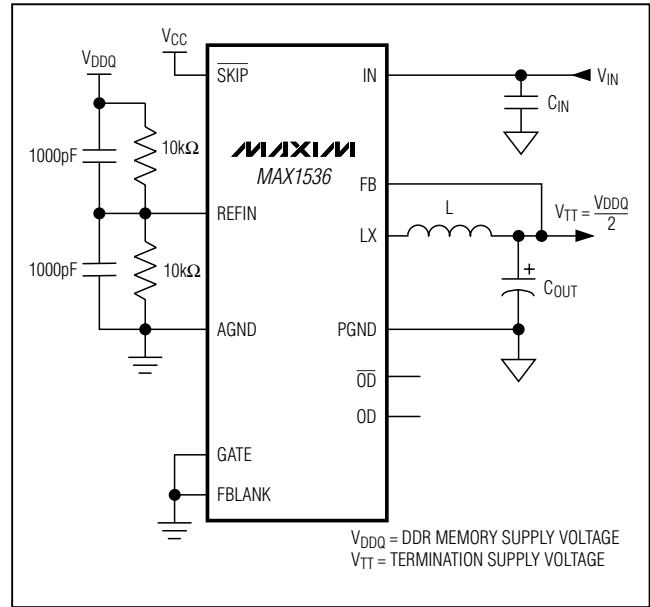 VCC
VDDQ
SKIP
IN
VIN
CIN
1000pF
10kΩ
MAXIM
MAX1536
FB
REFIN
L
VTT = VDDQ/2
LX
1000pF
10kΩ
COUT
+
AGND
PGND
OD
OD
GATE
FBLANK
VDDQ = DDR MEMORY SUPPLY VOLTAGE
VTT = TERMINATION SUPPLY VOLTAGE